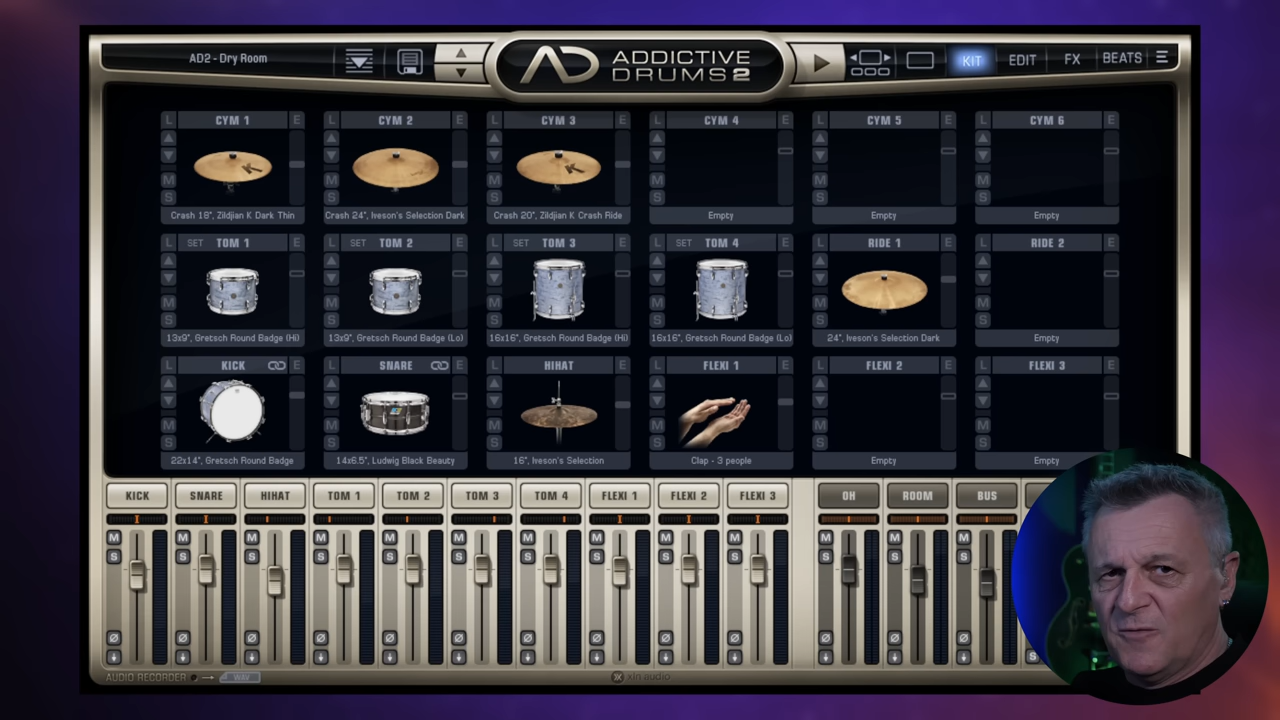 AD2 - Dry Room
AD ADDICTIVE DRUMS 2
KIT EDIT FX BEATS
L CYM 1 E L CYM 2 E L CYM 3 E L CYM 4 E L CYM 5 E L CYM 6 E
M M M M M M
S S S S S S
Crash 18", Zildjian K Dark Thin Crash 24", Iveson's Selection Dark Crash 20", Zildjian K Crash Ride Empty Empty Empty
L SET TOM 1 E L SET TOM 2 E L SET TOM 3 E L SET TOM 4 E L RIDE 1 E L RIDE 2 E
M M M M M M
S S S S S S
13x9", Gretsch Round Badge (Hi) 13x9", Gretsch Round Badge (Lo) 16x16", Gretsch Round Badge (Hi) 16x16", Gretsch Round Badge (Lo) 24", Iveson's Selection Dark Empty
L KICK E L SNARE E L HIHAT E L FLEXI 1 E L FLEXI 2 E L FLEXI 3 E
M M M M M M
S S S S S S
22x14", Gretsch Round Badge 14x6.5", Ludwig Black Beauty 16", Iveson's Selection Clap - 3 people Empty Empty
KICK SNARE HIHAT TOM 1 TOM 2 TOM 3 TOM 4 FLEXI 1 FLEXI 2 FLEXI 3 OH ROOM BUS
M M M M M M M M M M M M M
S S S S S S S S S S S S S
S
AUDIO RECORDER WAV xln audio